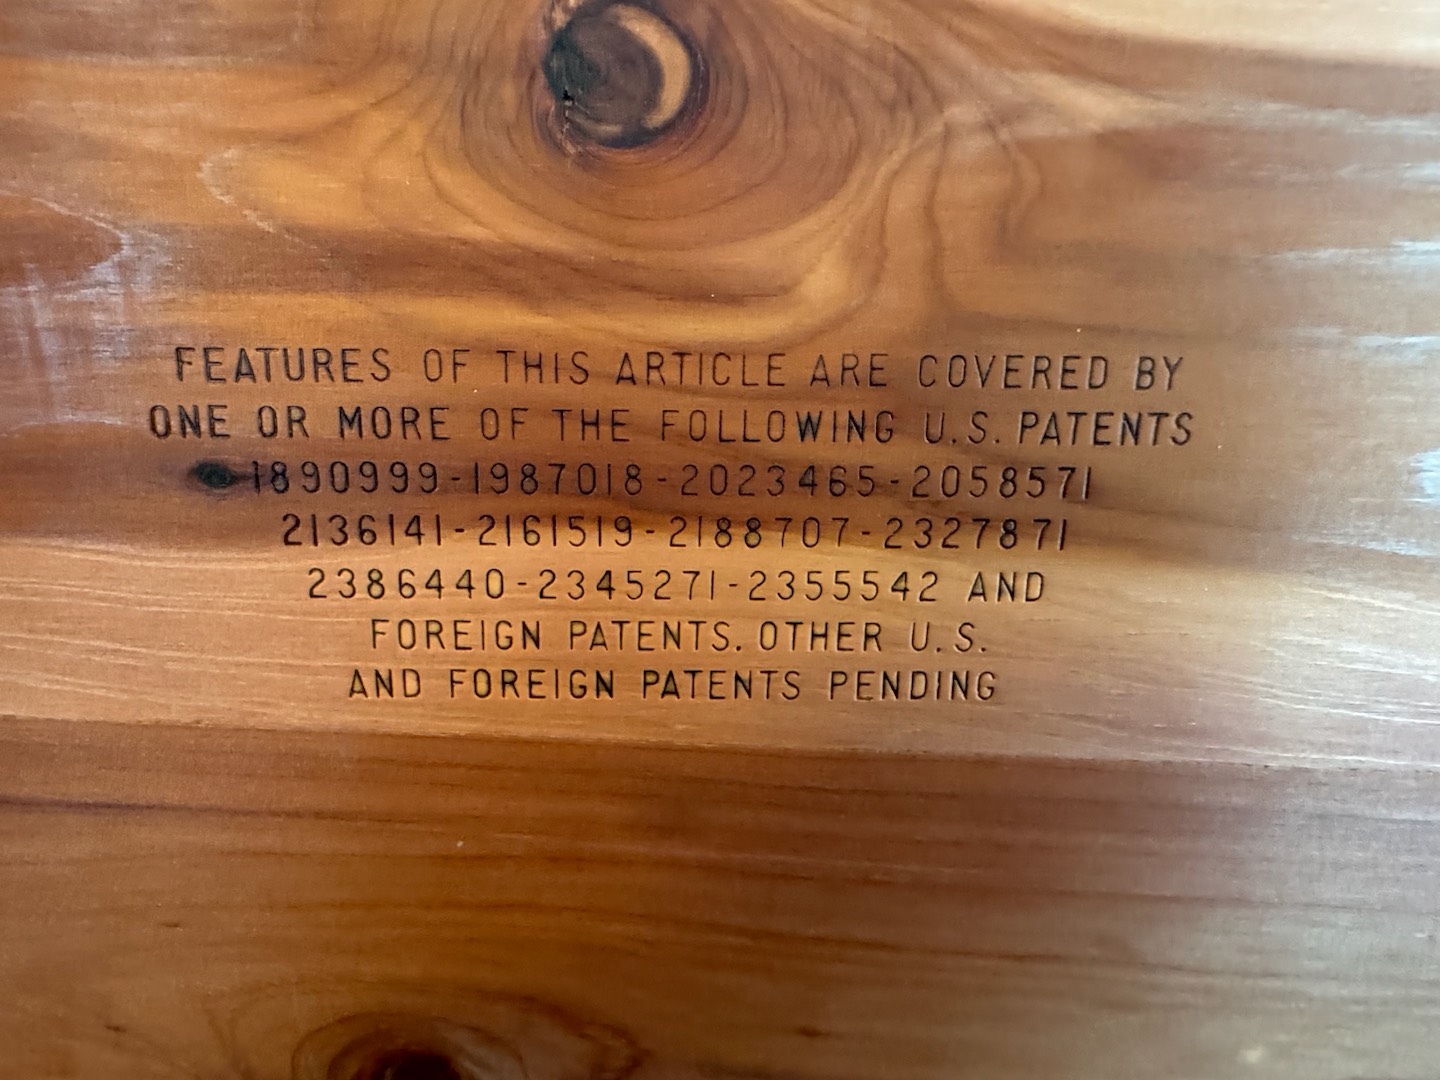 FEATURES OF THIS ARTICLE ARE COVERED BY
ONE OR MORE OF THE FOLLOWING U.S. PATENTS
1890999-1987018-2023465-2058571
2136141-2161519-2188707-2327871
2386440-2345271-2355542 AND
FOREIGN PATENTS. OTHER U.S.
AND FOREIGN PATENTS PENDING